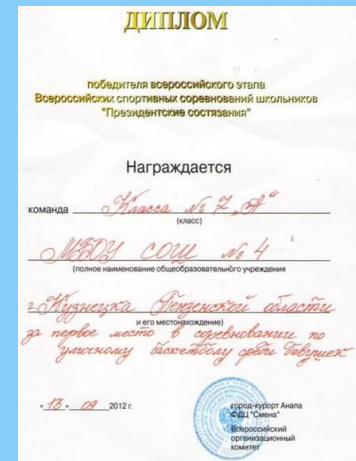 ДИПЛОМ
победителя всероссийского этапа
Всероссийских спортивных соревнований школьников
"Президентские состязания"
Награждается
команда Класса № 7 „А"
(класс)
МБОУ СОШ № 4
(полное наименование общеобразовательного учреждения
г. Кузнецка Пензенской области
и его местонахождение)
за первое место в соревновании по
уличному баскетболу среди девушек
"13" 09 2012 г.
город-курорт Анапа
ФДЦ "Смена"
Всероссийский
организационный
комитет